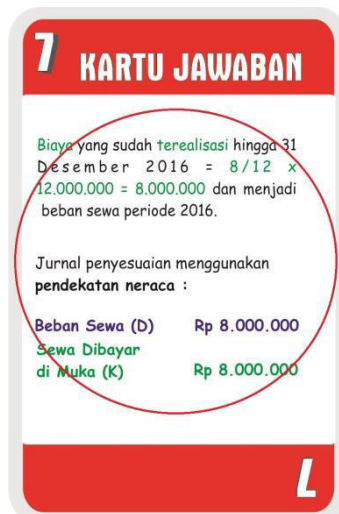 7
KARTU JAWABAN
Biaya yang sudah terealisasi hingga 31
Desember 2016 = 8/12 x
12.000.000 = 8.000.000 dan menjadi
beban sewa periode 2016.
Jurnal penyesuaian menggunakan
pendekatan neraca :
Beban Sewa (D) Rp 8.000.000
Sewa Dibayar
di Muka (K) Rp 8.000.000
7